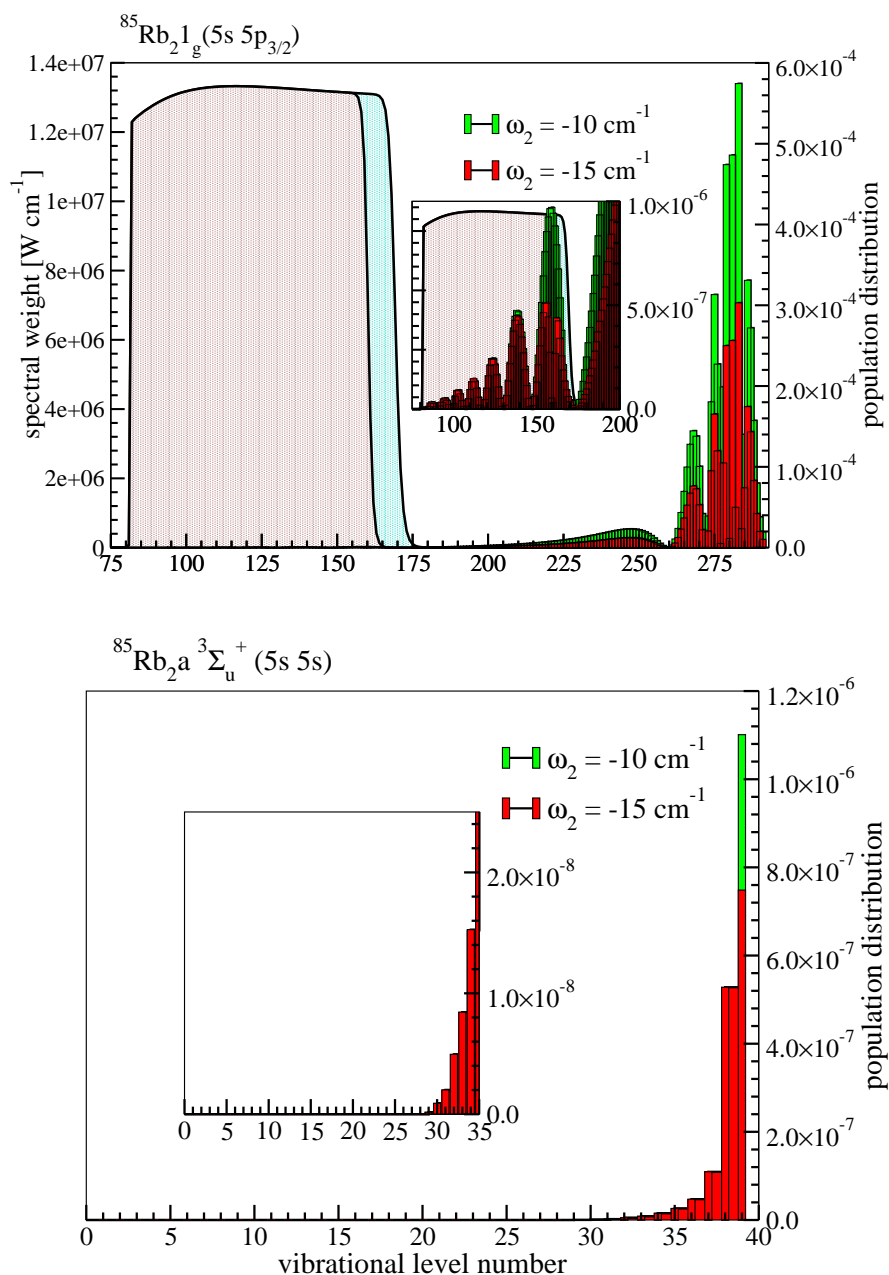 ⁸⁵Rb₂1g(5s 5p₃/₂)
1.4e+07
1.2e+07
1e+07
8e+06
6e+06
4e+06
2e+06
0
spectral weight [W cm⁻¹]
ω₂ = -10 cm⁻¹
ω₂ = -15 cm⁻¹
1.0×10⁻⁶
5.0×10⁻⁷
0.0
100 150 200
6.0×10⁻⁴
5.0×10⁻⁴
4.0×10⁻⁴
3.0×10⁻⁴
2.0×10⁻⁴
1.0×10⁻⁴
0.0
population distribution
75 100 125 150 175 200 225 250 275
⁸⁵Rb₂a ³Σᵤ⁺ (5s 5s)
ω₂ = -10 cm⁻¹
ω₂ = -15 cm⁻¹
2.0×10⁻⁸
1.0×10⁻⁸
0.0
0 5 10 15 20 25 30 35
1.2×10⁻⁶
1.0×10⁻⁶
8.0×10⁻⁷
6.0×10⁻⁷
4.0×10⁻⁷
2.0×10⁻⁷
0.0
population distribution
0 5 10 15 20 25 30 35 40
vibrational level number